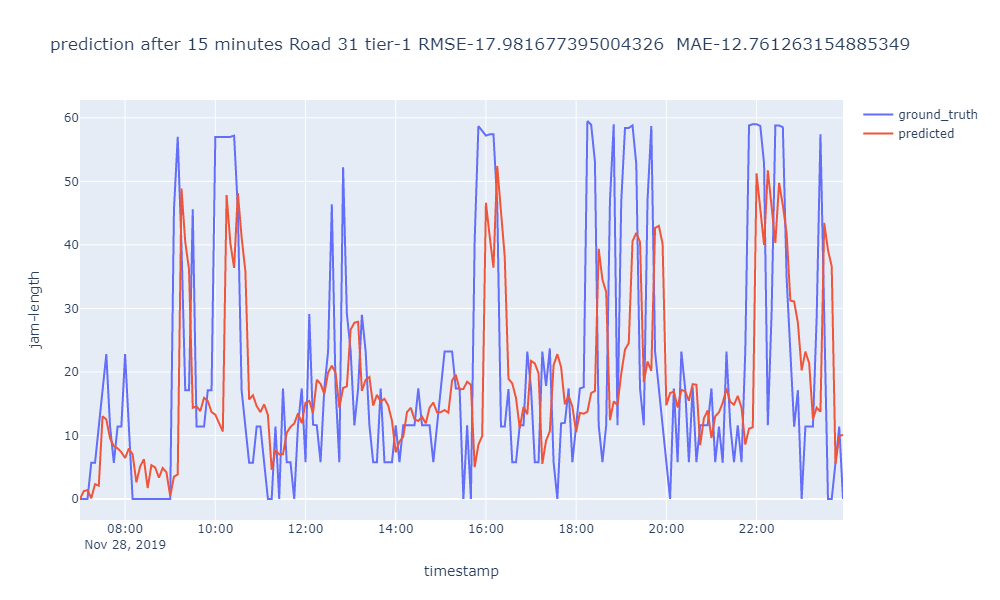 prediction after 15 minutes Road 31 tier-1 RMSE-17.981677395004326  MAE-12.761263154885349
ground_truth
predicted
60
50
40
30
20
10
0
jam-length
08:00
10:00
12:00
14:00
16:00
18:00
20:00
22:00
Nov 28, 2019
timestamp